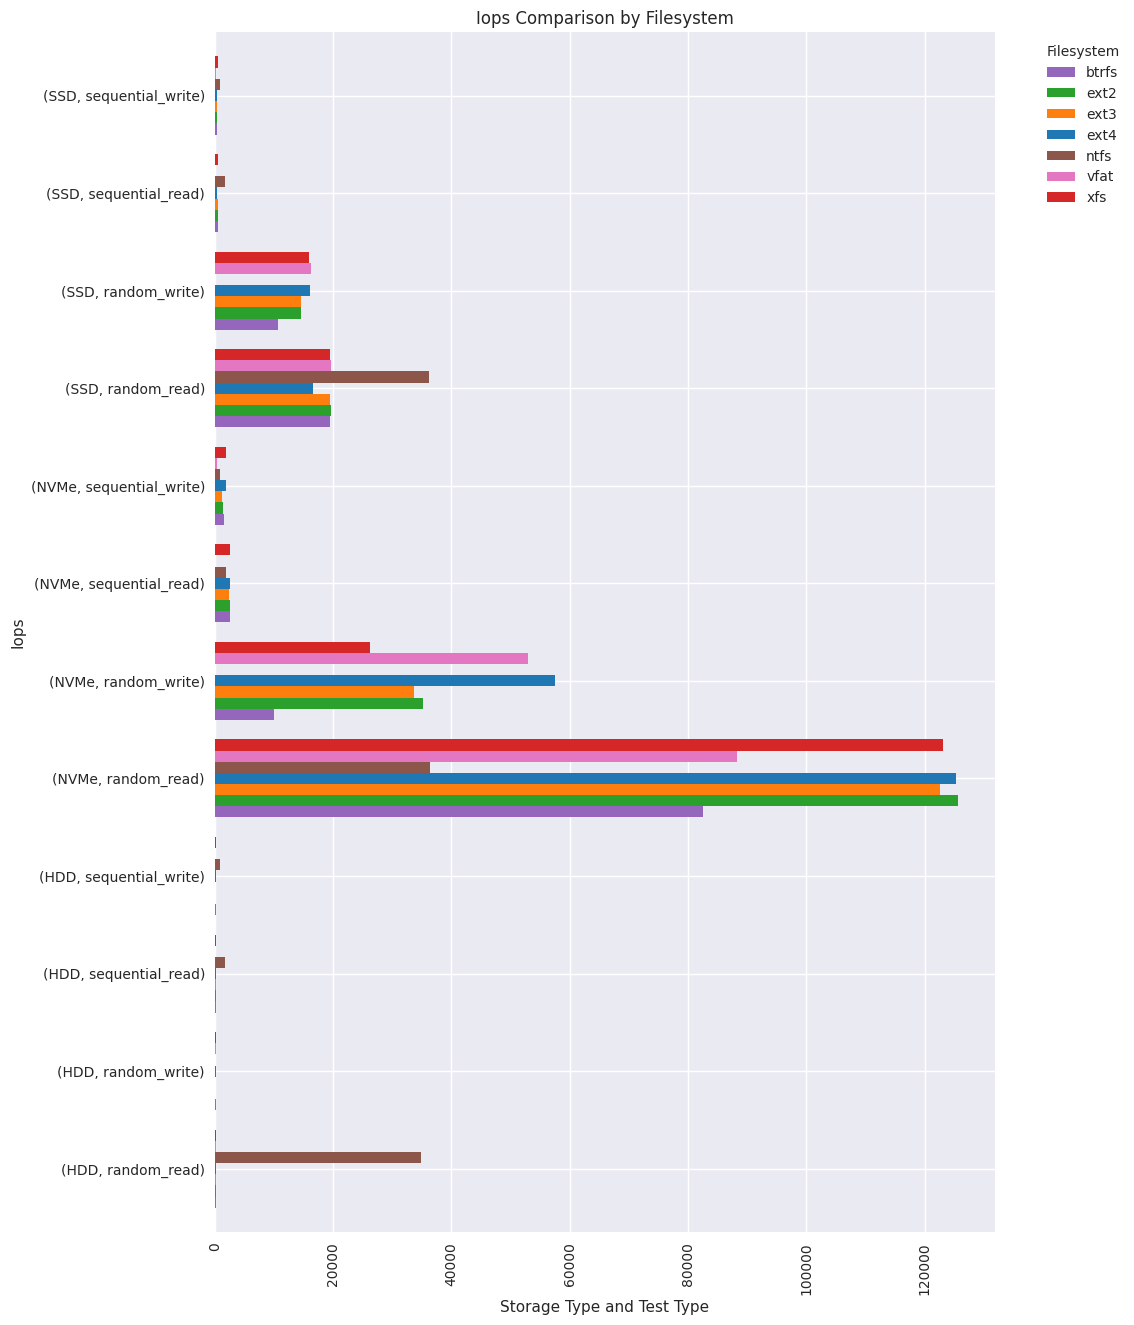 Iops Comparison by Filesystem
Filesystem
btrfs
ext2
ext3
ext4
ntfs
vfat
xfs
(SSD, sequential_write)
(SSD, sequential_read)
(SSD, random_write)
(SSD, random_read)
(NVMe, sequential_write)
(NVMe, sequential_read)
(NVMe, random_write)
(NVMe, random_read)
(HDD, sequential_write)
(HDD, sequential_read)
(HDD, random_write)
(HDD, random_read)
Iops
0
20000
40000
60000
80000
100000
120000
Storage Type and Test Type